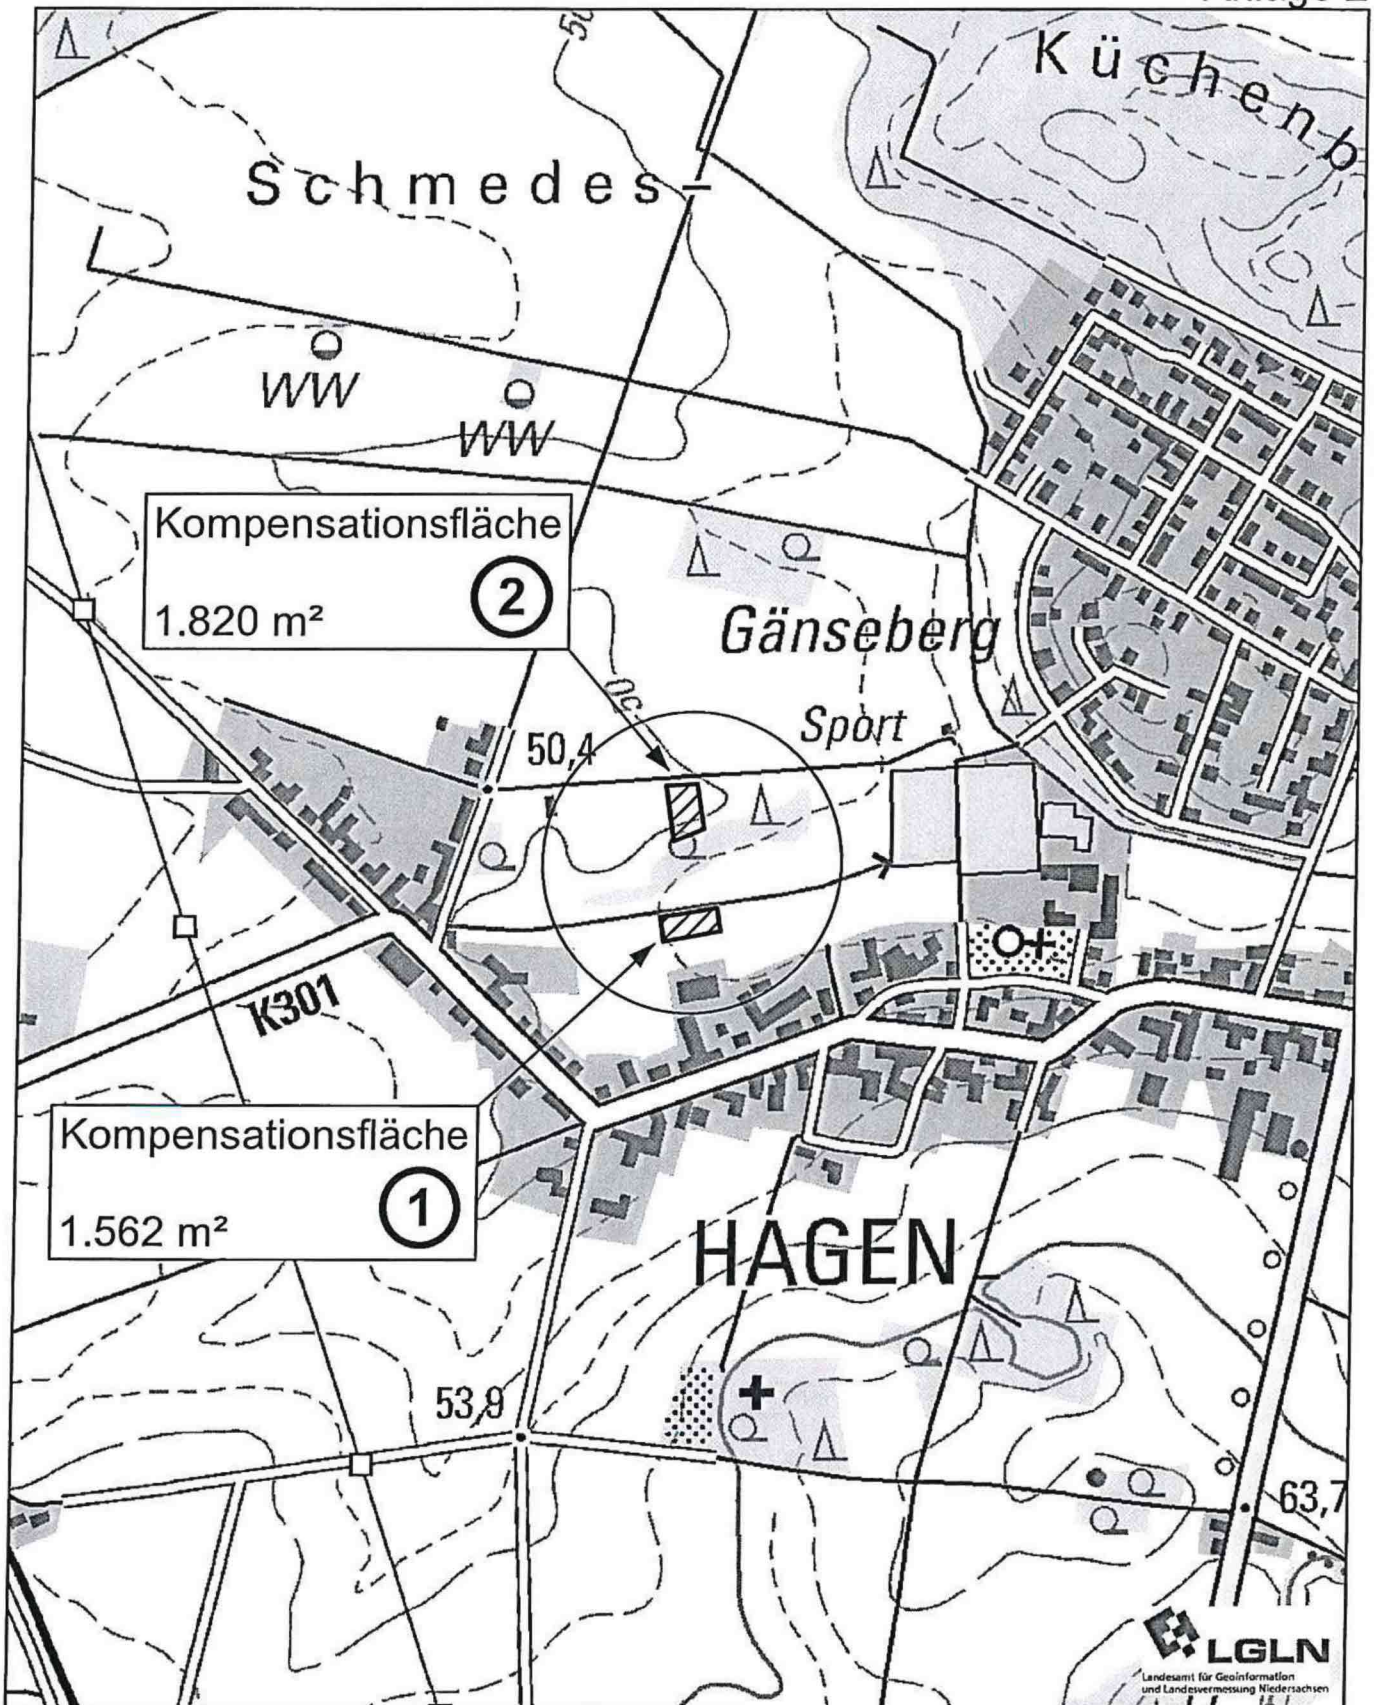 Küchenb
Schmedes
WW
WW
Kompensationsfläche
2
1.820 m²
Gänseberg
Sport
50,4
K301
Kompensationsfläche
1
1.562 m²
HAGEN
53,9
63,7
LGLN
Landesamt für Geoinformation
und Landesvermessung Niedersachsen